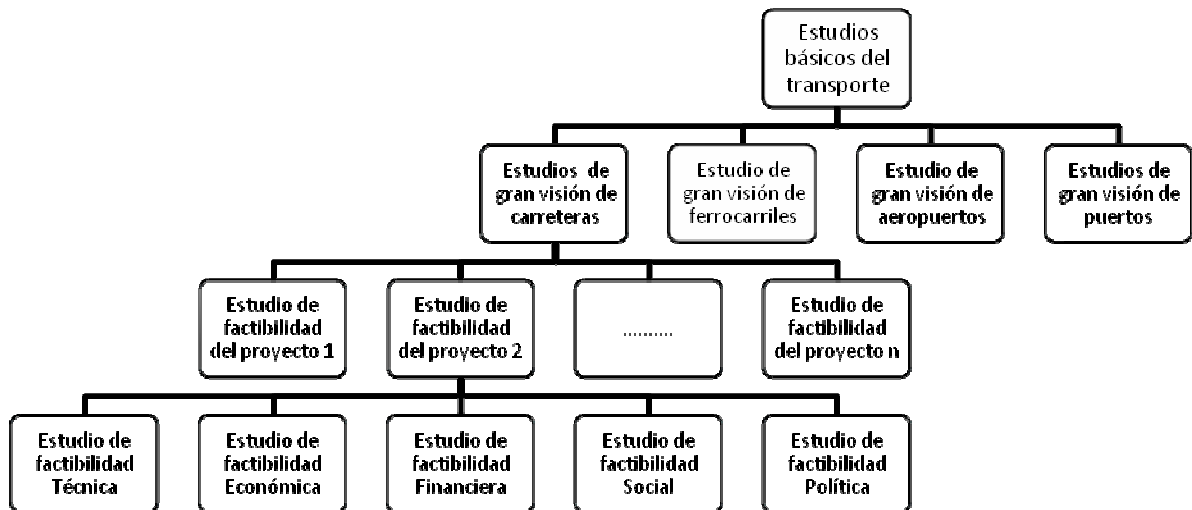 Estudios
básicos del
transporte
Estudios de
gran visión de
carreteras
Estudio de
gran visión de
ferrocarriles
Estudio de
gran visión de
aeropuertos
Estudios de
gran visión de
puertos
Estudio de
factibilidad
del proyecto 1
Estudio de
factibilidad
del proyecto 2
..........
Estudio de
factibilidad
del proyecto n
Estudio de
factibilidad
Técnica
Estudio de
factibilidad
Económica
Estudio de
factibilidad
Financiera
Estudio de
factibilidad
Social
Estudio de
factibilidad
Política